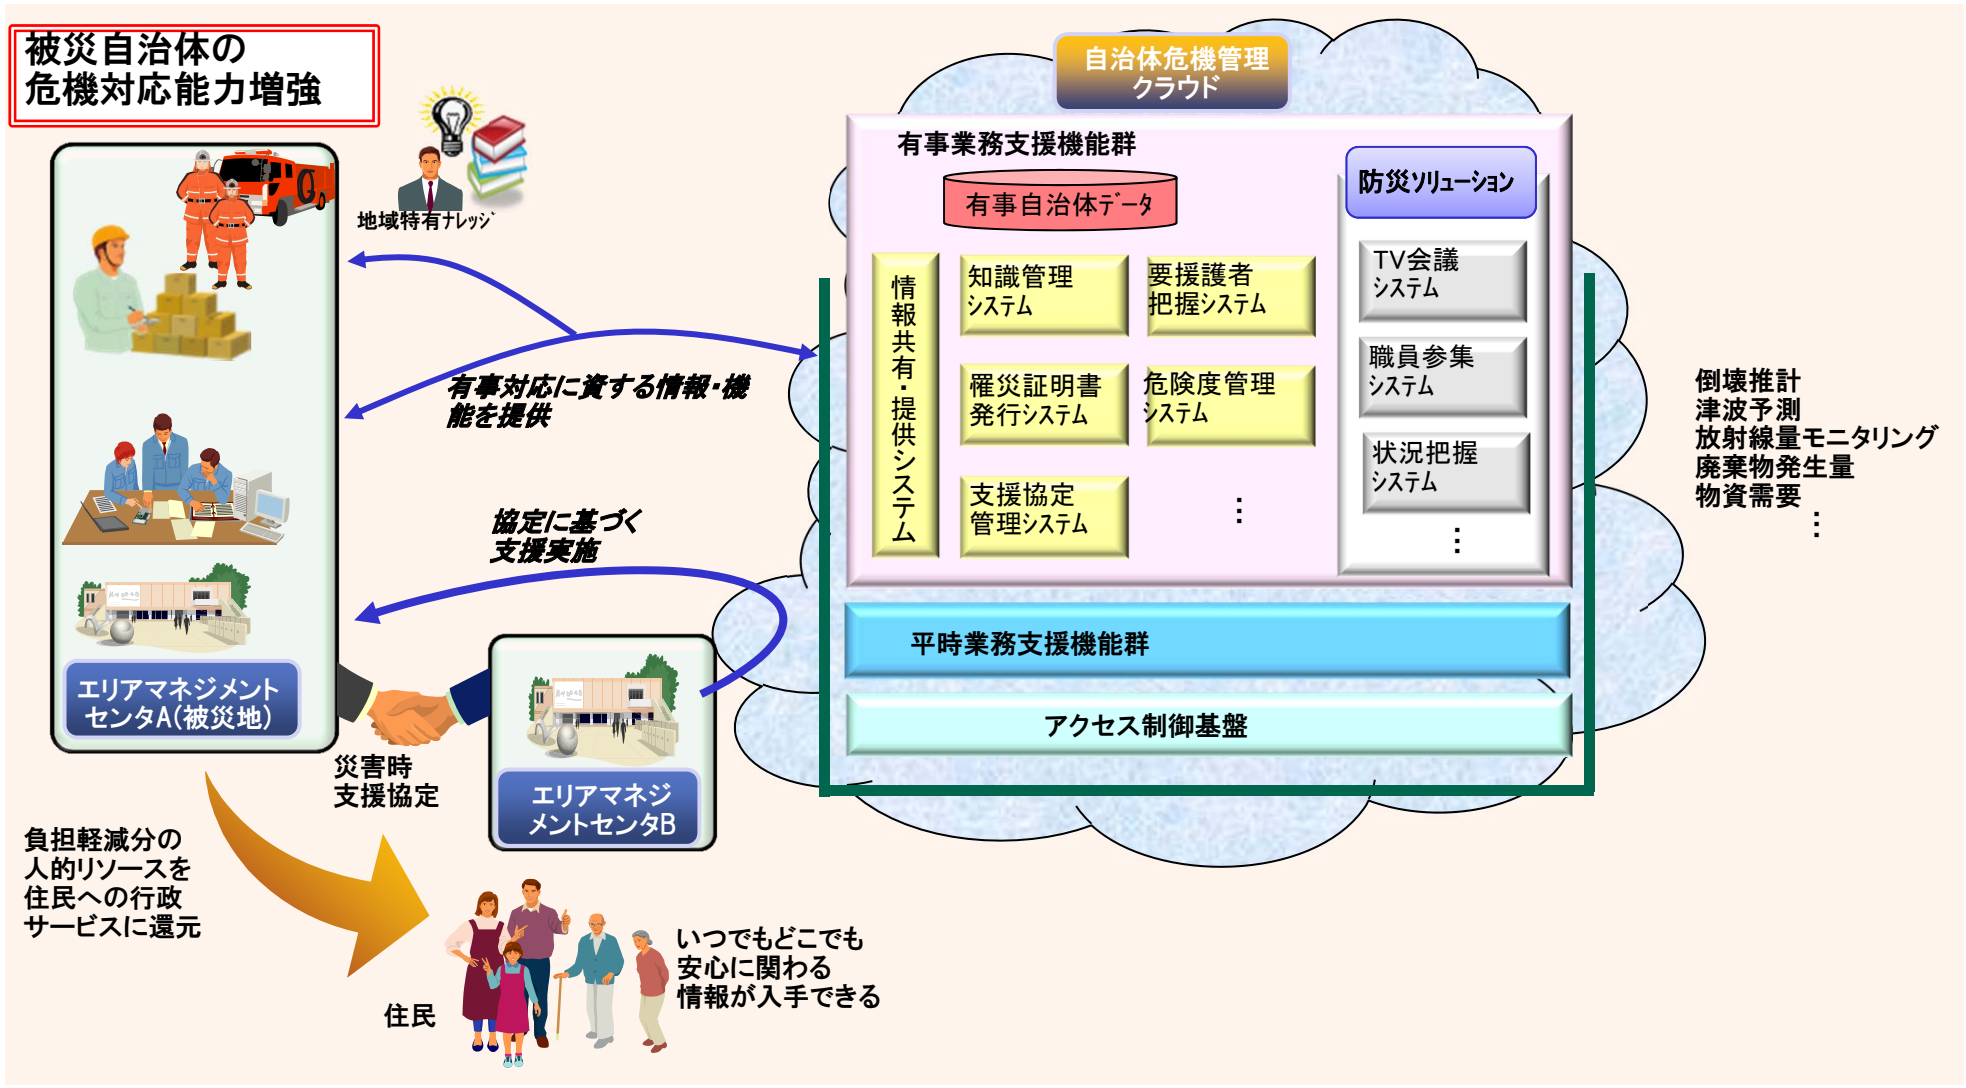 被災自治体の
危機対応能力増強
地域特有ナレッジ
有事対応に資する情報・機
能を提供
協定に基づく
支援実施
エリアマネジメント
センタA(被災地)
災害時
支援協定
エリアマネジ
メントセンタB
負担軽減分の
人的リソースを
住民への行政
サービスに還元
住民
いつでもどこでも
安心に関わる
情報が入手できる
自治体危機管理
クラウド
有事業務支援機能群
有事自治体データ
情報共有・提供システム
知識管理
システム
要援護者
把握システム
罹災証明書
発行システム
危険度管理
システム
支援協定
管理システム
⋮
防災ソリューション
TV会議
システム
職員参集
システム
状況把握
システム
⋮
平時業務支援機能群
アクセス制御基盤
倒壊推計
津波予測
放射線量モニタリング
廃棄物発生量
物資需要
⋮